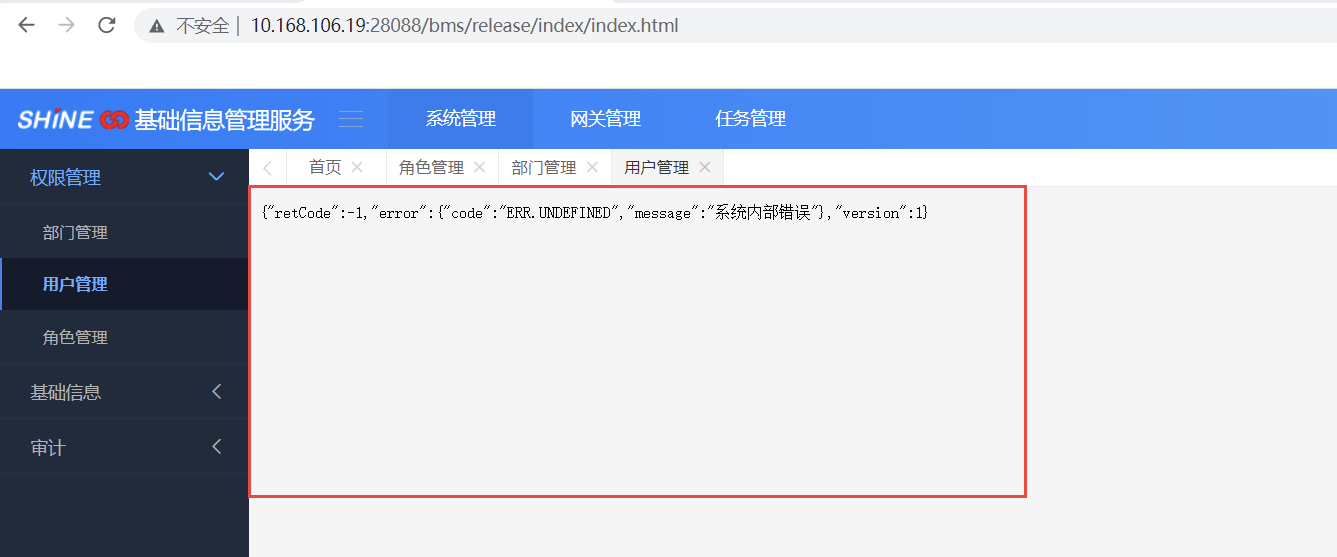 不安全 10.168.106.19:28088/bms/release/index/index.html
SHiNE 基础信息管理服务 系统管理 网关管理 任务管理
权限管理 首页 角色管理 部门管理 用户管理
{"retCode":-1,"error":{"code":"ERR.UNDEFINED","message":"系统内部错误"},"version":1}
部门管理
用户管理
角色管理
基础信息
审计